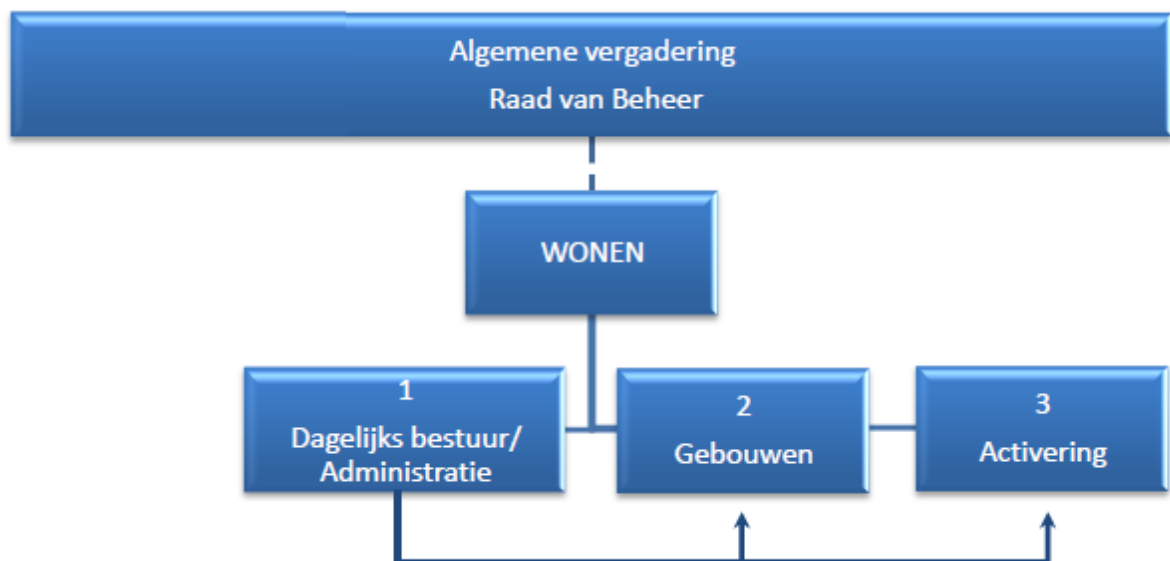 Algemene vergadering
Raad van Beheer
WONEN
1
Dagelijks bestuur/
Administratie
2
Gebouwen
3
Activering